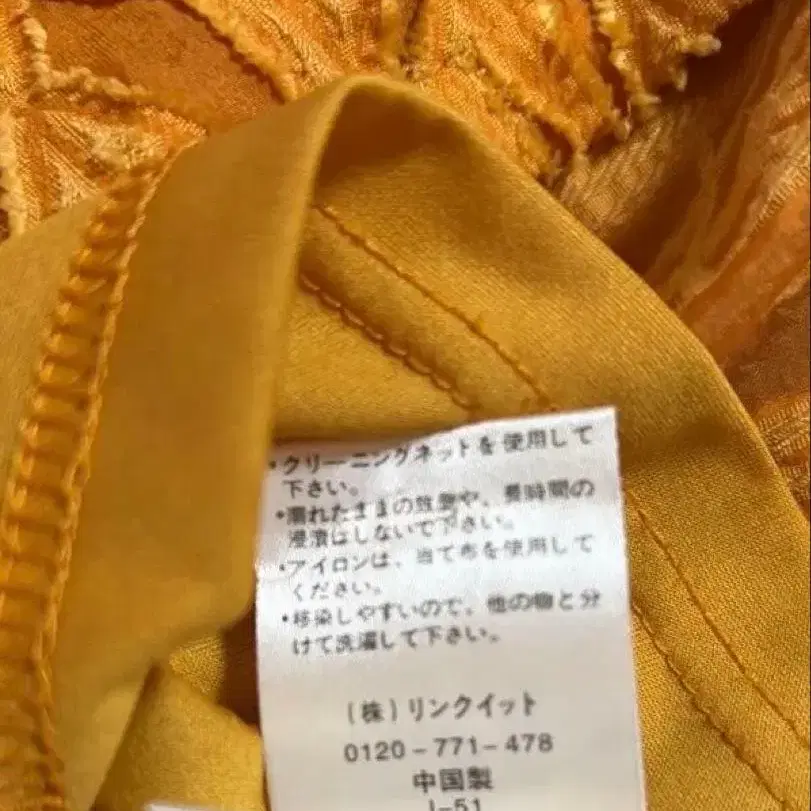 ・クリーニングネットを使用して
下さい。
・濡れたままの放置や、長時間の
浸漬はしないで下さい。
・アイロンは、当て布を使用して
ください。
・移染しやすいので、他の物と分
けて洗濯して下さい。
(株)リンクイット
0120-771-478
中国製
J-51